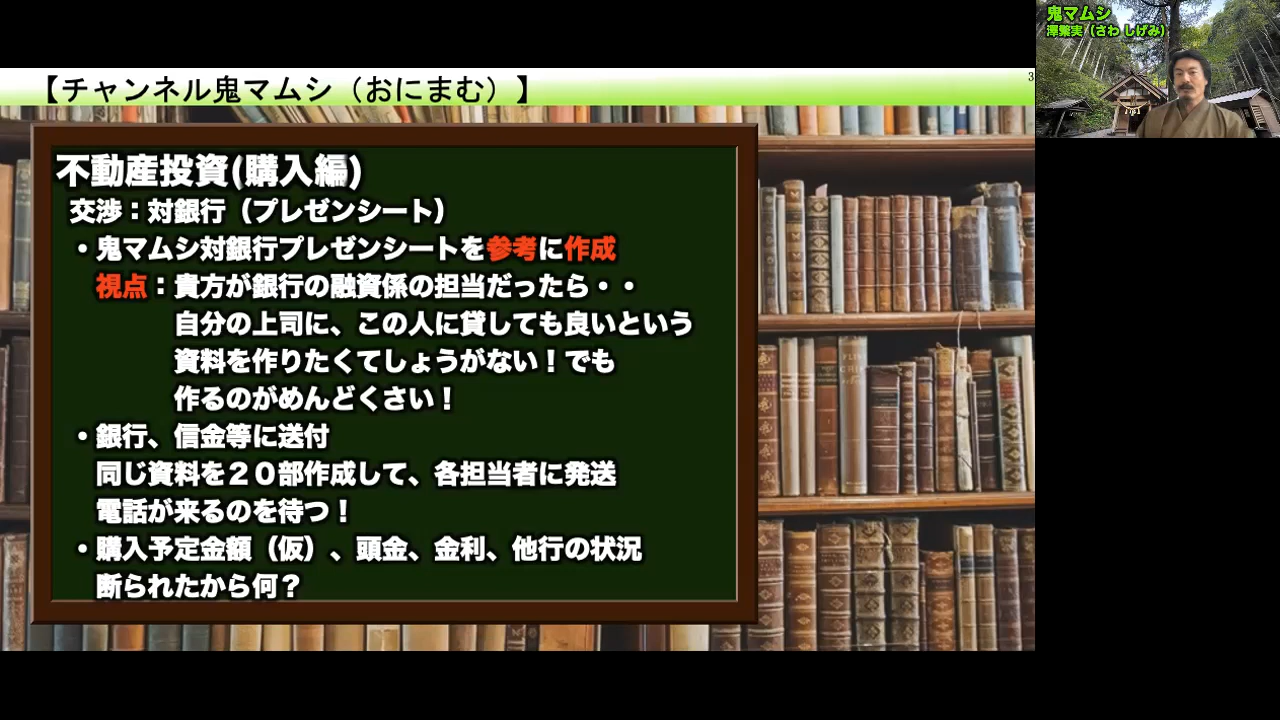 【チャンネル鬼マムシ（おにまむ）】
3
鬼マムシ
澤繁実（さわ しげみ）
不動産投資(購入編)
交渉：対銀行（プレゼンシート）
・鬼マムシ対銀行プレゼンシートを参考に作成
視点：貴方が銀行の融資係の担当だったら・・
自分の上司に、この人に貸しても良いという
資料を作りたくてしょうがない！でも
作るのがめんどくさい！
・銀行、信金等に送付
同じ資料を２０部作成して、各担当者に発送
電話が来るのを待つ！
・購入予定金額（仮）、頭金、金利、他行の状況
断られたから何？